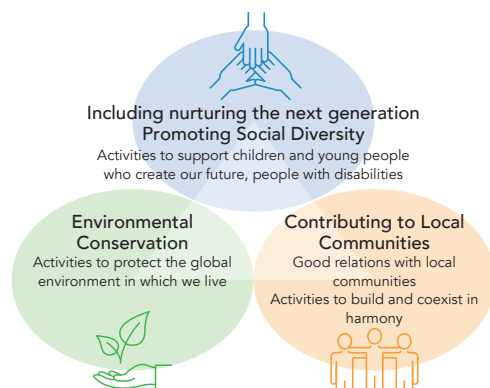 Including nurturing the next generation
Promoting Social Diversity
Activities to support children and young people
who create our future, people with disabilities
Environmental
Conservation
Activities to protect the global
environment in which we live
Contributing to Local
Communities
Good relations with local
communities
Activities to build and coexist in
harmony